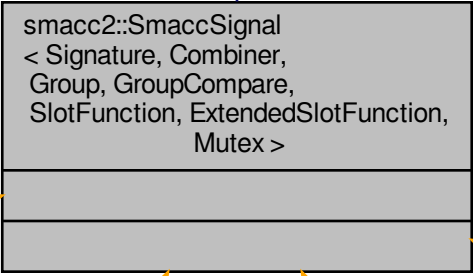 smacc2::SmaccSignal
< Signature, Combiner,
Group, GroupCompare,
SlotFunction, ExtendedSlotFunction,
Mutex >